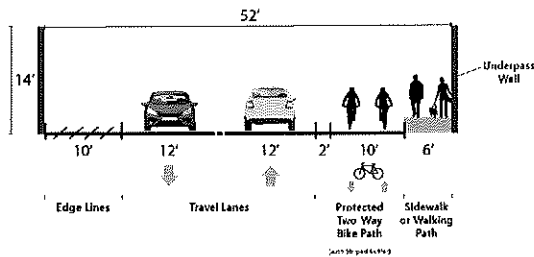 52'
14'
Underpass
Wall
10'
12'
12'
2'
10'
6'
Edge Lines
Travel Lanes
Protected
Two Way
Bike Path
Sidewalk
or Walking
Path